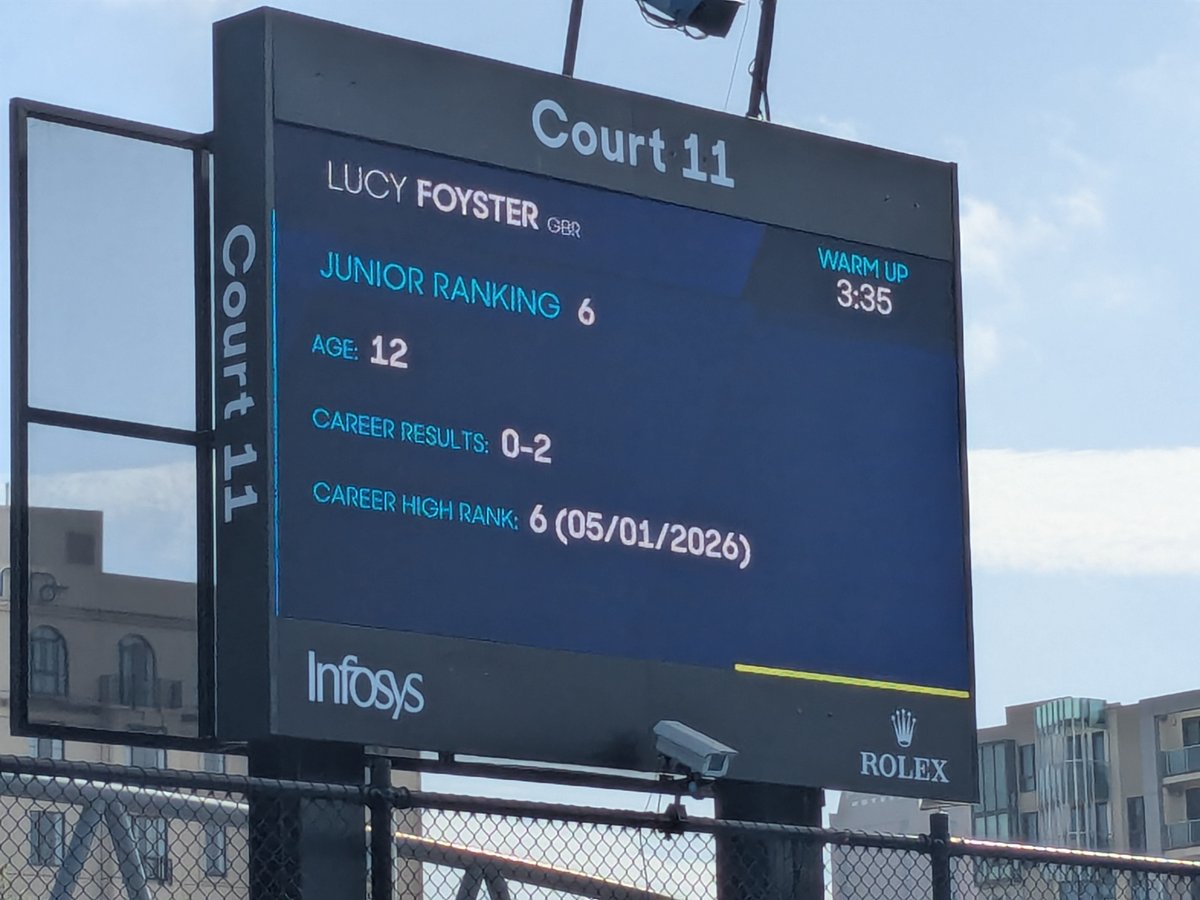 Court 11
Court 11
LUCY FOYSTER GBR
WARM UP
3:35
JUNIOR RANKING 6
AGE: 12
CAREER RESULTS: 0-2
CAREER HIGH RANK: 6 (05/01/2026)
Infosys
ROLEX